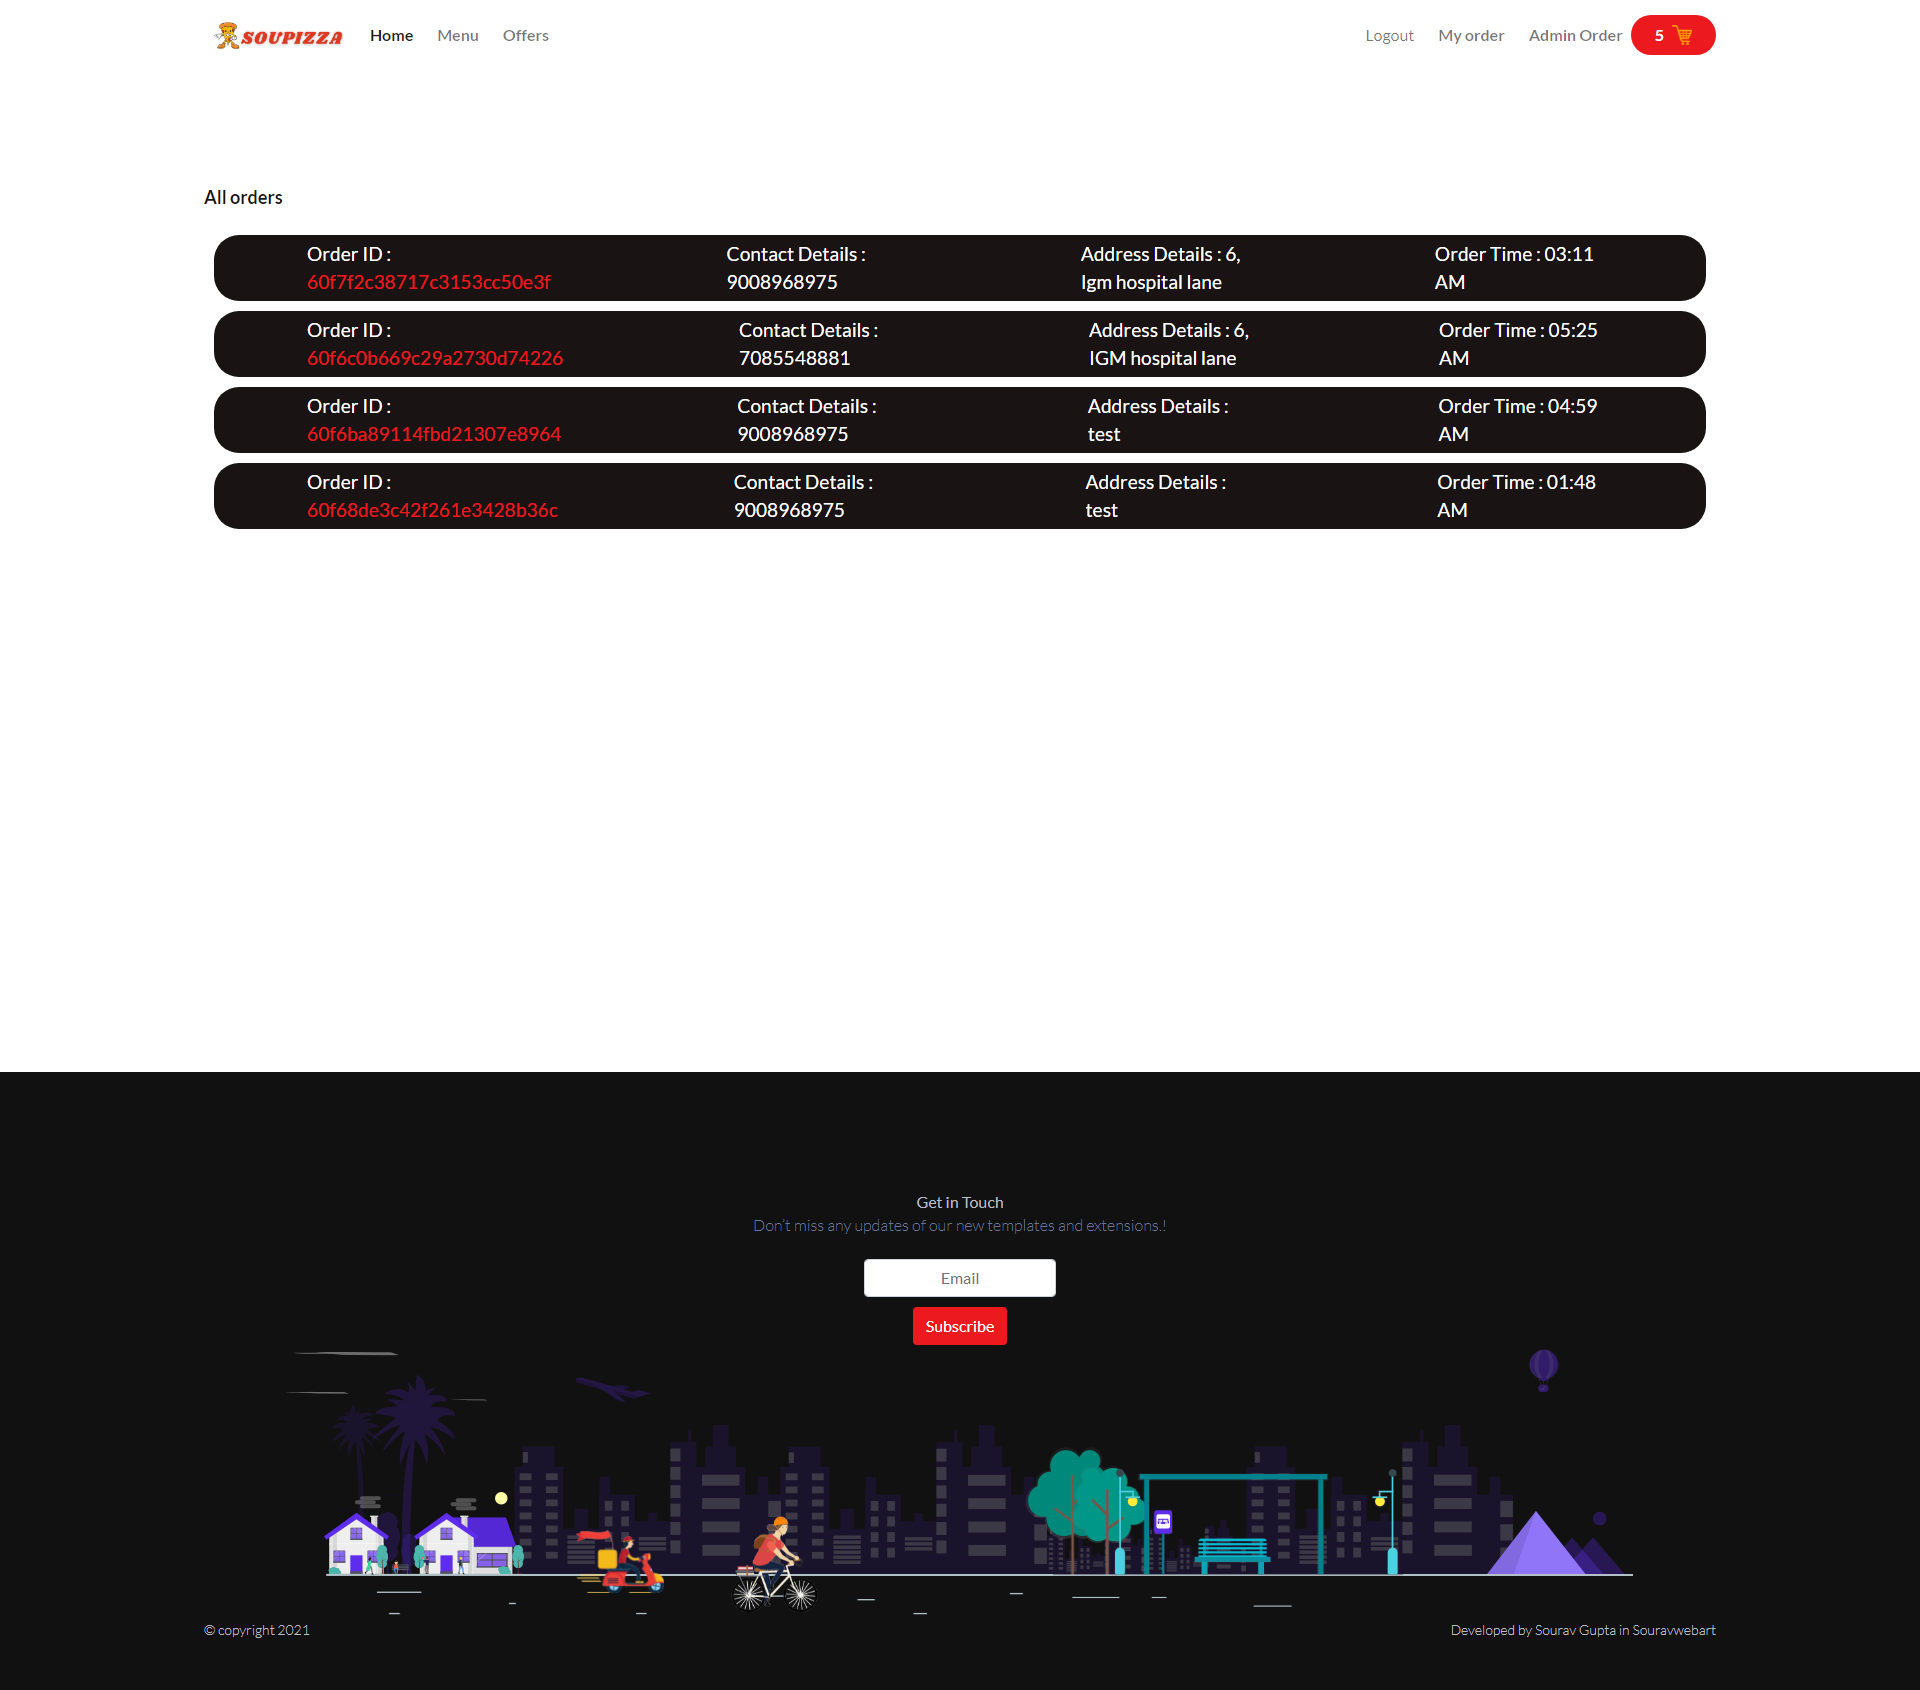 SOUPIZZA Home Menu Offers Logout My order Admin Order 5
All orders
Order ID : Contact Details : Address Details : 6, Order Time : 03:11
60f7f2c38717c3153cc50e3f 9008968975 Igm hospital lane AM
Order ID : Contact Details : Address Details : 6, Order Time : 05:25
60f6c0b669c29a2730d74226 7085548881 IGM hospital lane AM
Order ID : Contact Details : Address Details : Order Time : 04:59
60f6ba89114fbd21307e8964 9008968975 test AM
Order ID : Contact Details : Address Details : Order Time : 01:48
60f68de3c42f261e3428b36c 9008968975 test AM
Get in Touch
Don't miss any updates of our new templates and extensions.!
Email
Subscribe
© copyright 2021 Developed by Sourav Gupta in Souravwebart